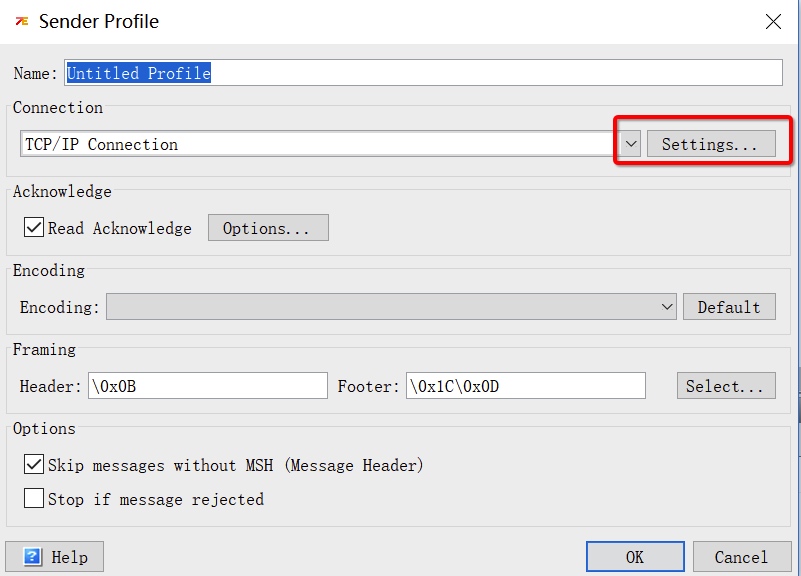 Sender Profile
Name: Untitled Profile
Connection
TCP/IP Connection Settings...
Acknowledge
Read Acknowledge Options...
Encoding
Encoding: Default
Framing
Header: \0x0B Footer: \0x1C\0x0D Select...
Options
Skip messages without MSH (Message Header)
Stop if message rejected
Help OK Cancel